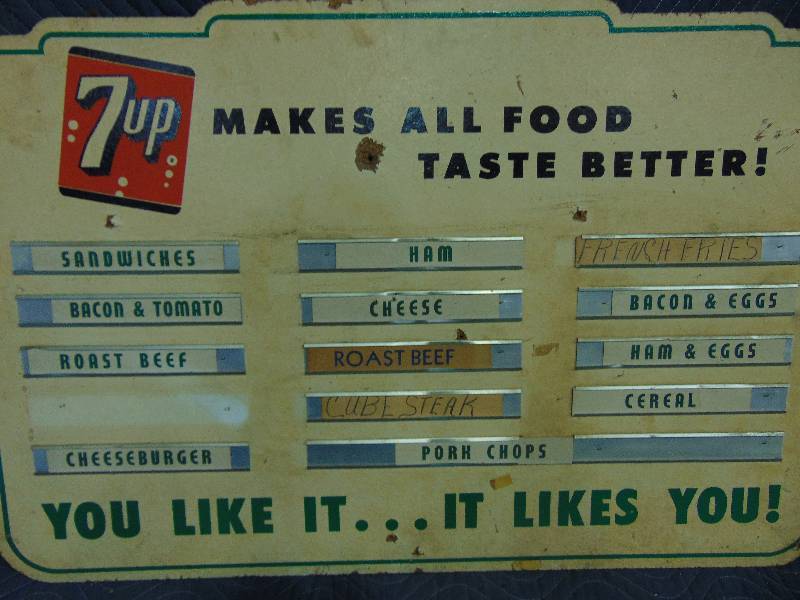 7up
MAKES ALL FOOD
TASTE BETTER!
SANDWICHES
BACON & TOMATO
ROAST BEEF
CHEESEBURGER
HAM
CHEESE
ROAST BEEF
CUBE STEAK
PORK CHOPS
FRENCH FRIES
BACON & EGGS
HAM & EGGS
CEREAL
YOU LIKE IT...IT LIKES YOU!